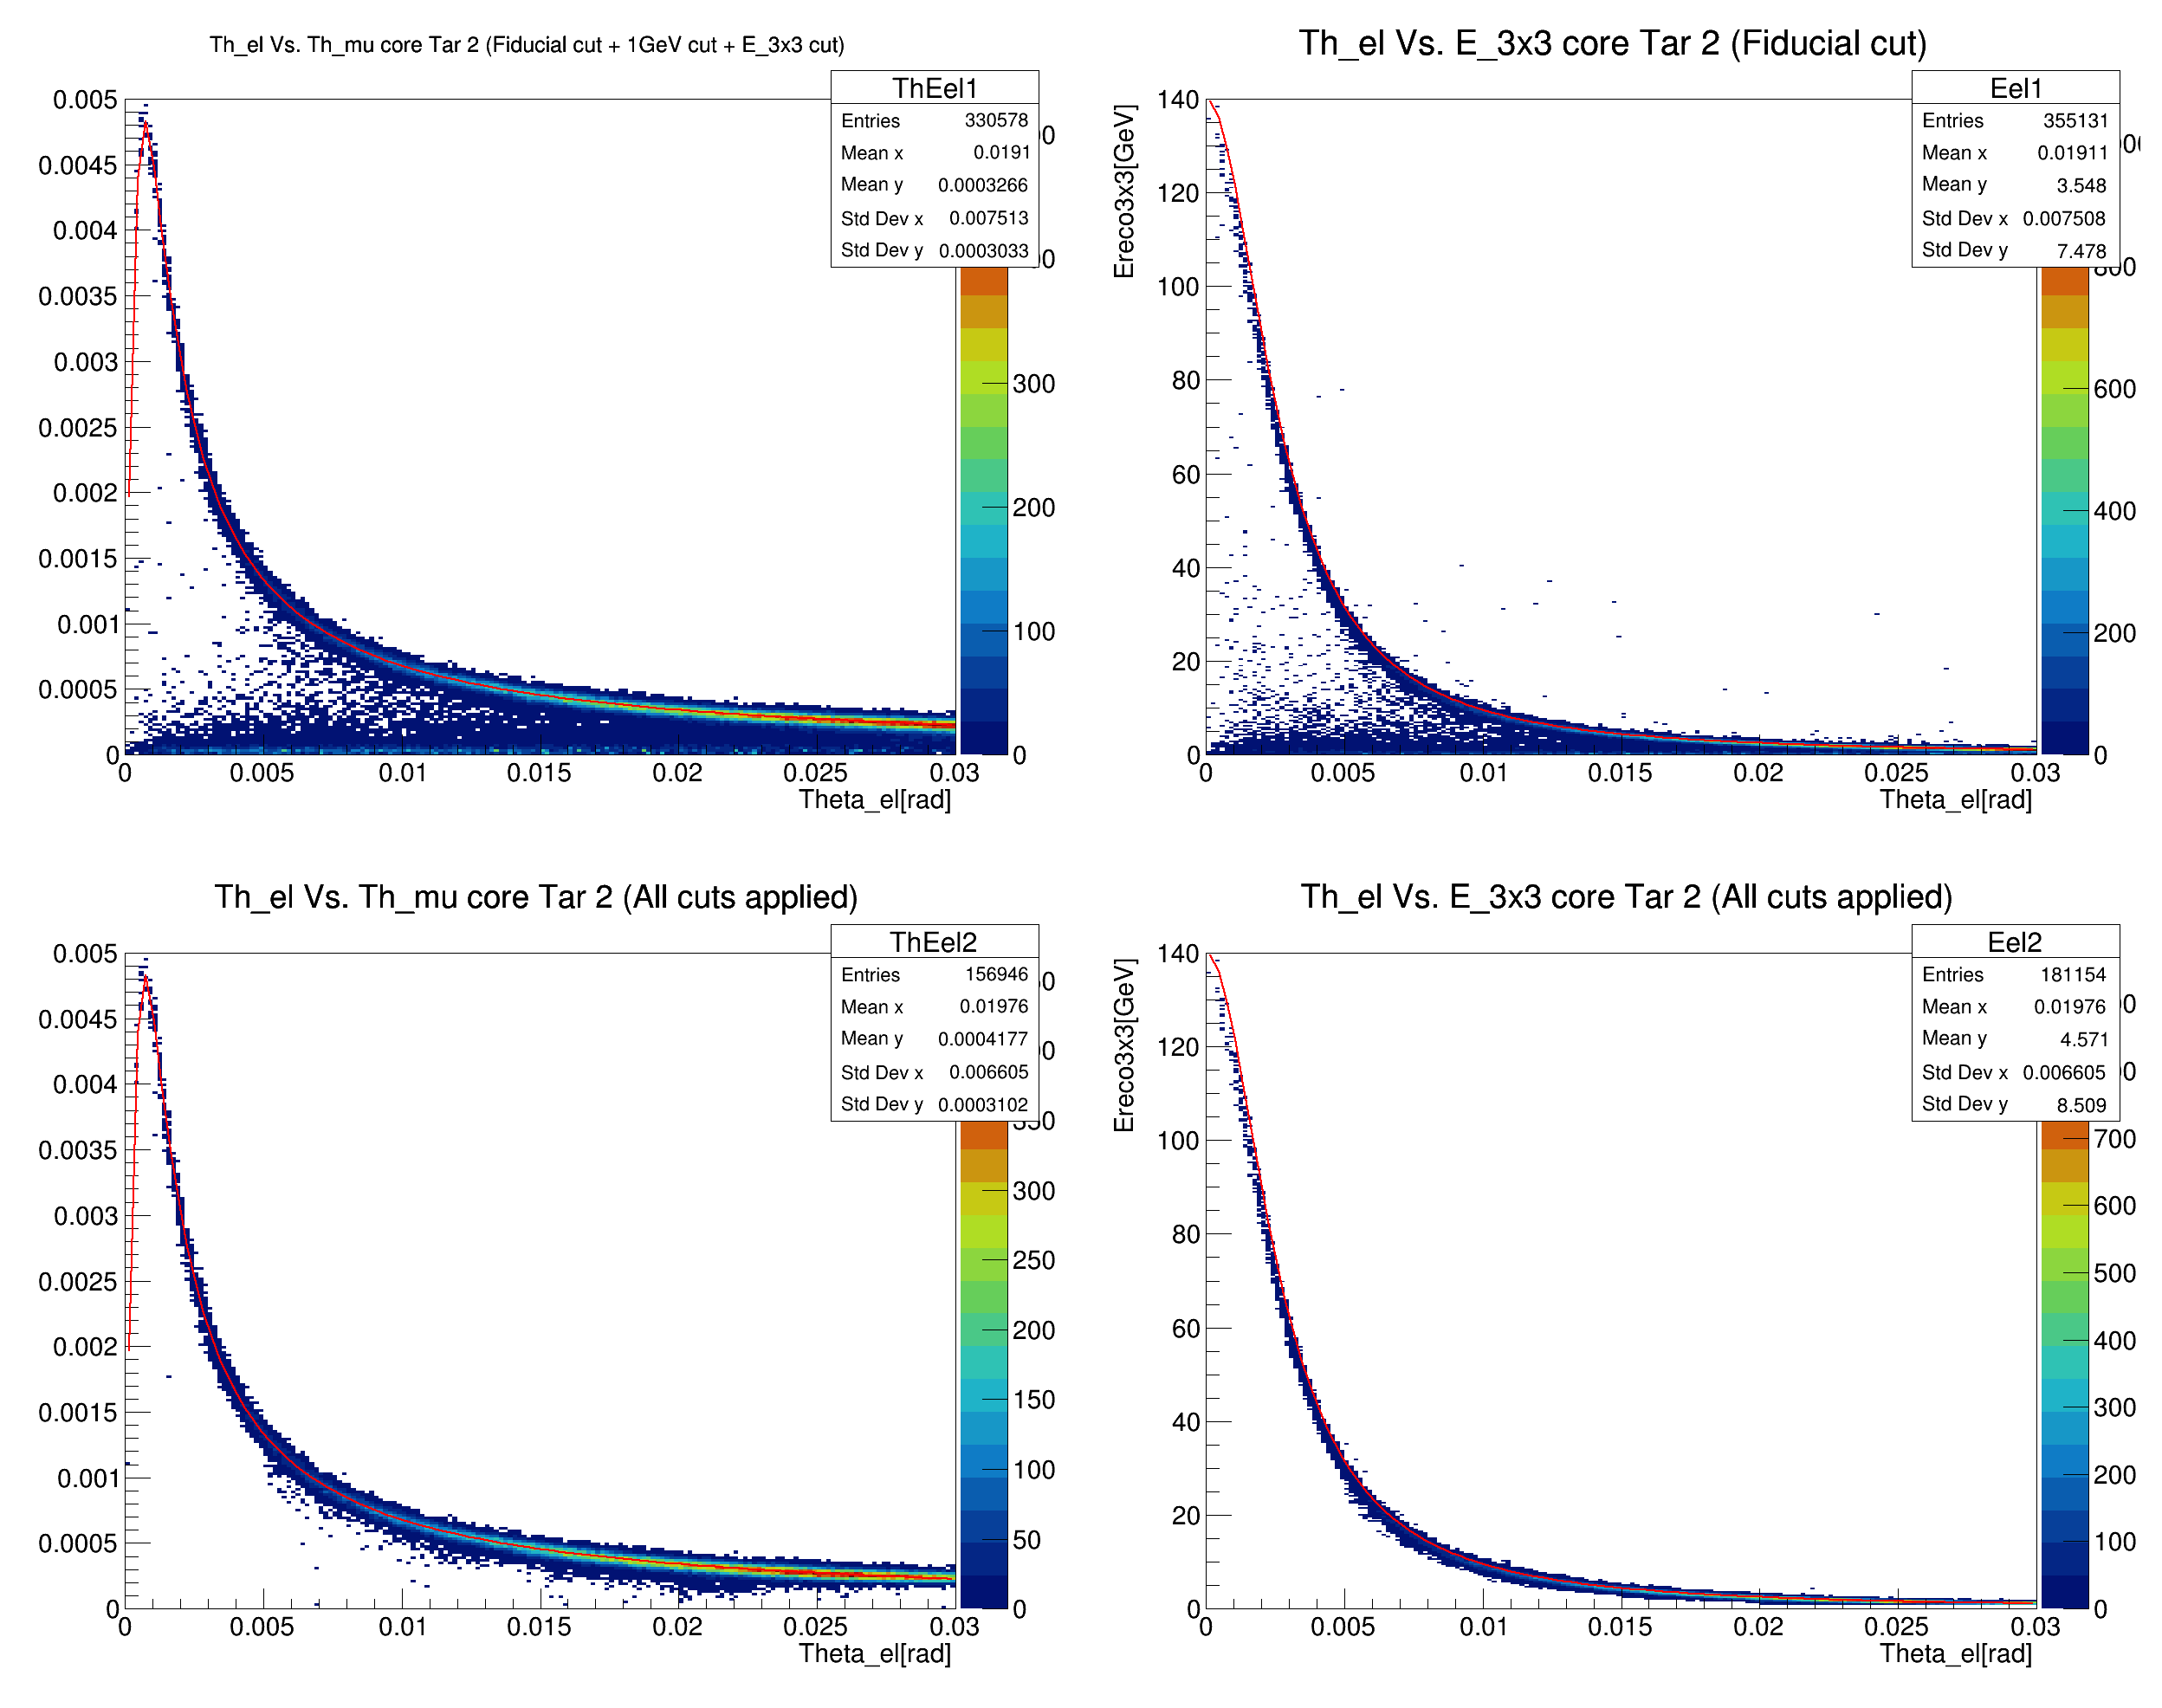 Th_el Vs. Th_mu core Tar 2 (Fiducial cut + 1GeV cut + E_3x3 cut)
ThEel1
Entries 330578
Mean x 0.0191
Mean y 0.0003266
Std Dev x 0.007513
Std Dev y 0.0003033
0.005
0.0045
0.004
0.0035
0.003
0.0025
0.002
0.0015
0.001
0.0005
0
0 0.005 0.01 0.015 0.02 0.025 0.03
Theta_el[rad]
300
200
100
0
Th_el Vs. E_3x3 core Tar 2 (Fiducial cut)
Eel1
Entries 355131
Mean x 0.01911
Mean y 3.548
Std Dev x 0.007508
Std Dev y 7.478
Ereco3x3[GeV]
140
120
100
80
60
40
20
0
0 0.005 0.01 0.015 0.02 0.025 0.03
Theta_el[rad]
800
600
400
200
0
Th_el Vs. Th_mu core Tar 2 (All cuts applied)
ThEel2
Entries 156946
Mean x 0.01976
Mean y 0.0004177
Std Dev x 0.006605
Std Dev y 0.0003102
0.005
0.0045
0.004
0.0035
0.003
0.0025
0.002
0.0015
0.001
0.0005
0
0 0.005 0.01 0.015 0.02 0.025 0.03
Theta_el[rad]
350
300
250
200
150
100
50
0
Th_el Vs. E_3x3 core Tar 2 (All cuts applied)
Eel2
Entries 181154
Mean x 0.01976
Mean y 4.571
Std Dev x 0.006605
Std Dev y 8.509
Ereco3x3[GeV]
140
120
100
80
60
40
20
0
0 0.005 0.01 0.015 0.02 0.025 0.03
Theta_el[rad]
700
600
500
400
300
200
100
0